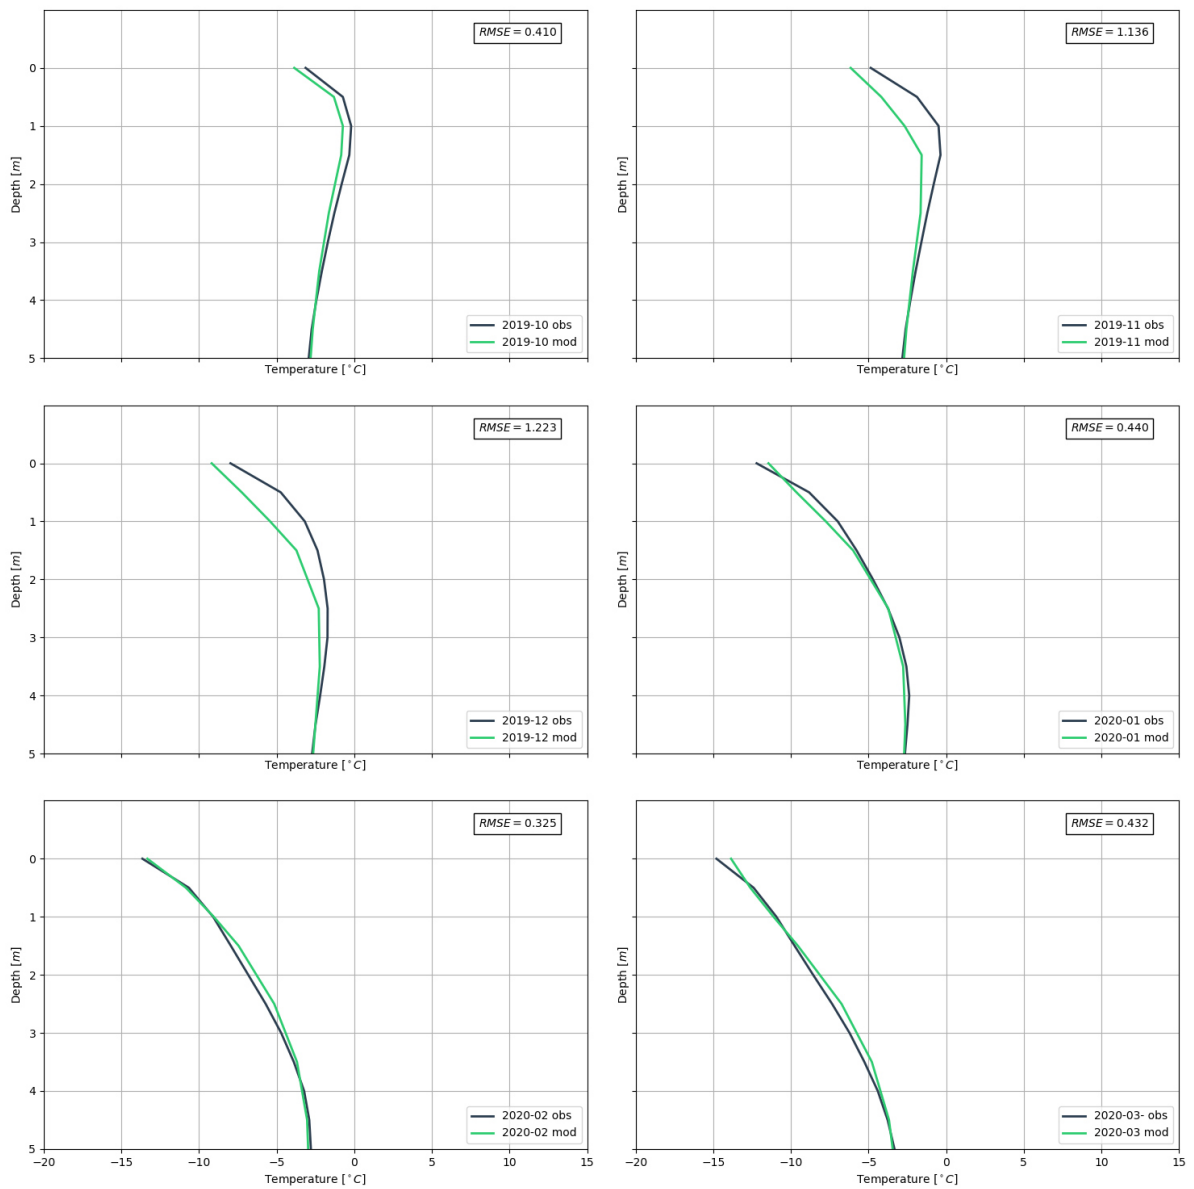 RMSE = 0.410
0
1
2
3
4
5
Depth [m]
2019-10 obs
2019-10 mod
Temperature [°C]
RMSE = 1.136
Depth [m]
2019-11 obs
2019-11 mod
Temperature [°C]
RMSE = 1.223
0
1
2
3
4
5
Depth [m]
2019-12 obs
2019-12 mod
Temperature [°C]
RMSE = 0.440
Depth [m]
2020-01 obs
2020-01 mod
Temperature [°C]
RMSE = 0.325
0
1
2
3
4
5
Depth [m]
2020-02 obs
2020-02 mod
−20 −15 −10 −5 0 5 10 15
Temperature [°C]
RMSE = 0.432
Depth [m]
2020-03- obs
2020-03 mod
−20 −15 −10 −5 0 5 10 15
Temperature [°C]